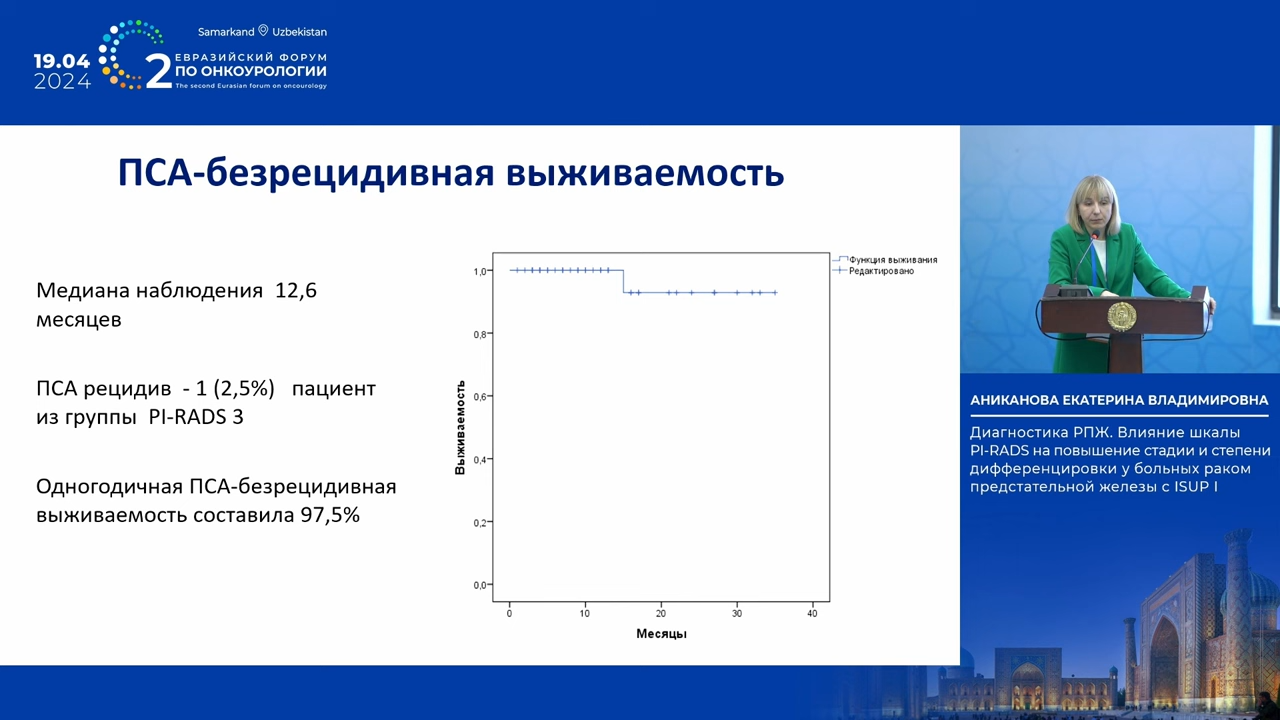 Samarkand Uzbekistan
19.04
2024
2
ЕВРАЗИЙСКИЙ ФОРУМ
ПО ОНКОУРОЛОГИИ
The second Eurasian forum on oncourology
ПСА-безрецидивная выживаемость
Медиана наблюдения 12,6
месяцев
ПСА рецидив - 1 (2,5%) пациент
из группы PI-RADS 3
Одногодичная ПСА-безрецидивная
выживаемость составила 97,5%
Функция выживания
Редактировано
Выживаемость
1,0
0,8
0,6
0,4
0,2
0,0
0 10 20 30 40
Месяцы
АНИКАНОВА ЕКАТЕРИНА ВЛАДИМИРОВНА
Диагностика РПЖ. Влияние шкалы
PI-RADS на повышение стадии и степени
дифференцировки у больных раком
предстательной железы с ISUP I